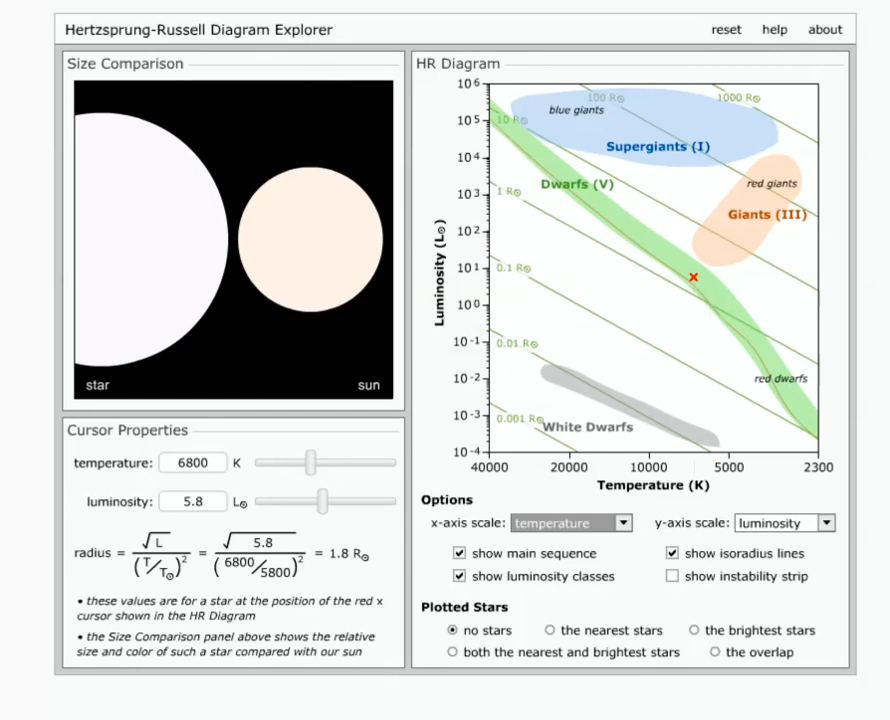 Hertzsprung-Russell Diagram Explorer
reset help about
Size Comparison
star
sun
Cursor Properties
temperature: 6800 K
luminosity: 5.8 L⊙
radius = √L / (T/T⊙)² = √5.8 / (6800/5800)² = 1.8 R⊙
• these values are for a star at the position of the red x
cursor shown in the HR Diagram
• the Size Comparison panel above shows the relative
size and color of such a star compared with our sun
HR Diagram
Luminosity (L⊙)
10⁶
10⁵
10⁴
10³
10²
10¹
10⁰
10⁻¹
10⁻²
10⁻³
10⁻⁴
100 R⊙
1000 R⊙
blue giants
10 R⊙
Supergiants (I)
Dwarfs (V)
red giants
1 R⊙
Giants (III)
0.1 R⊙
0.01 R⊙
red dwarfs
0.001 R⊙
White Dwarfs
40000 20000 10000 5000 2300
Temperature (K)
Options
x-axis scale: temperature y-axis scale: luminosity
show main sequence show isoradius lines
show luminosity classes show instability strip
Plotted Stars
no stars the nearest stars the brightest stars
both the nearest and brightest stars the overlap